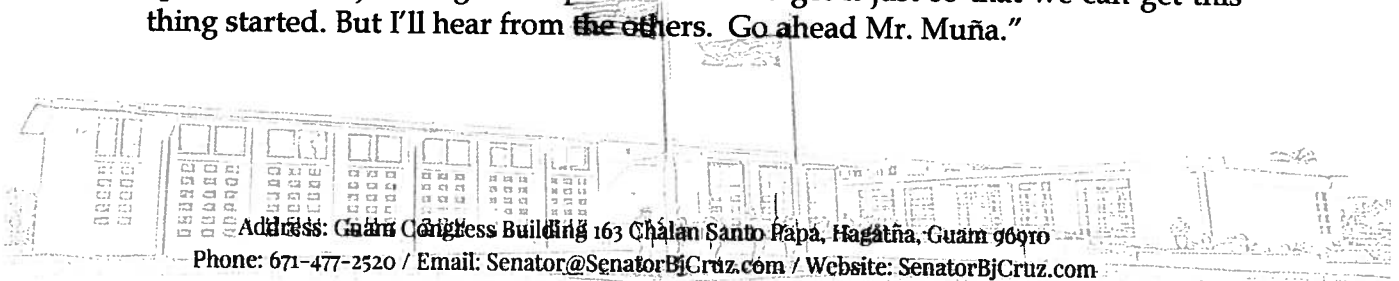 thing started. But I'll hear from the others. Go ahead Mr. Muña."
Address: Guam Congress Building 163 Chalan Santo Papa, Hagåtña, Guam 96910
Phone: 671-477-2520 / Email: Senator@SenatorBjCruz.com / Website: SenatorBjCruz.com